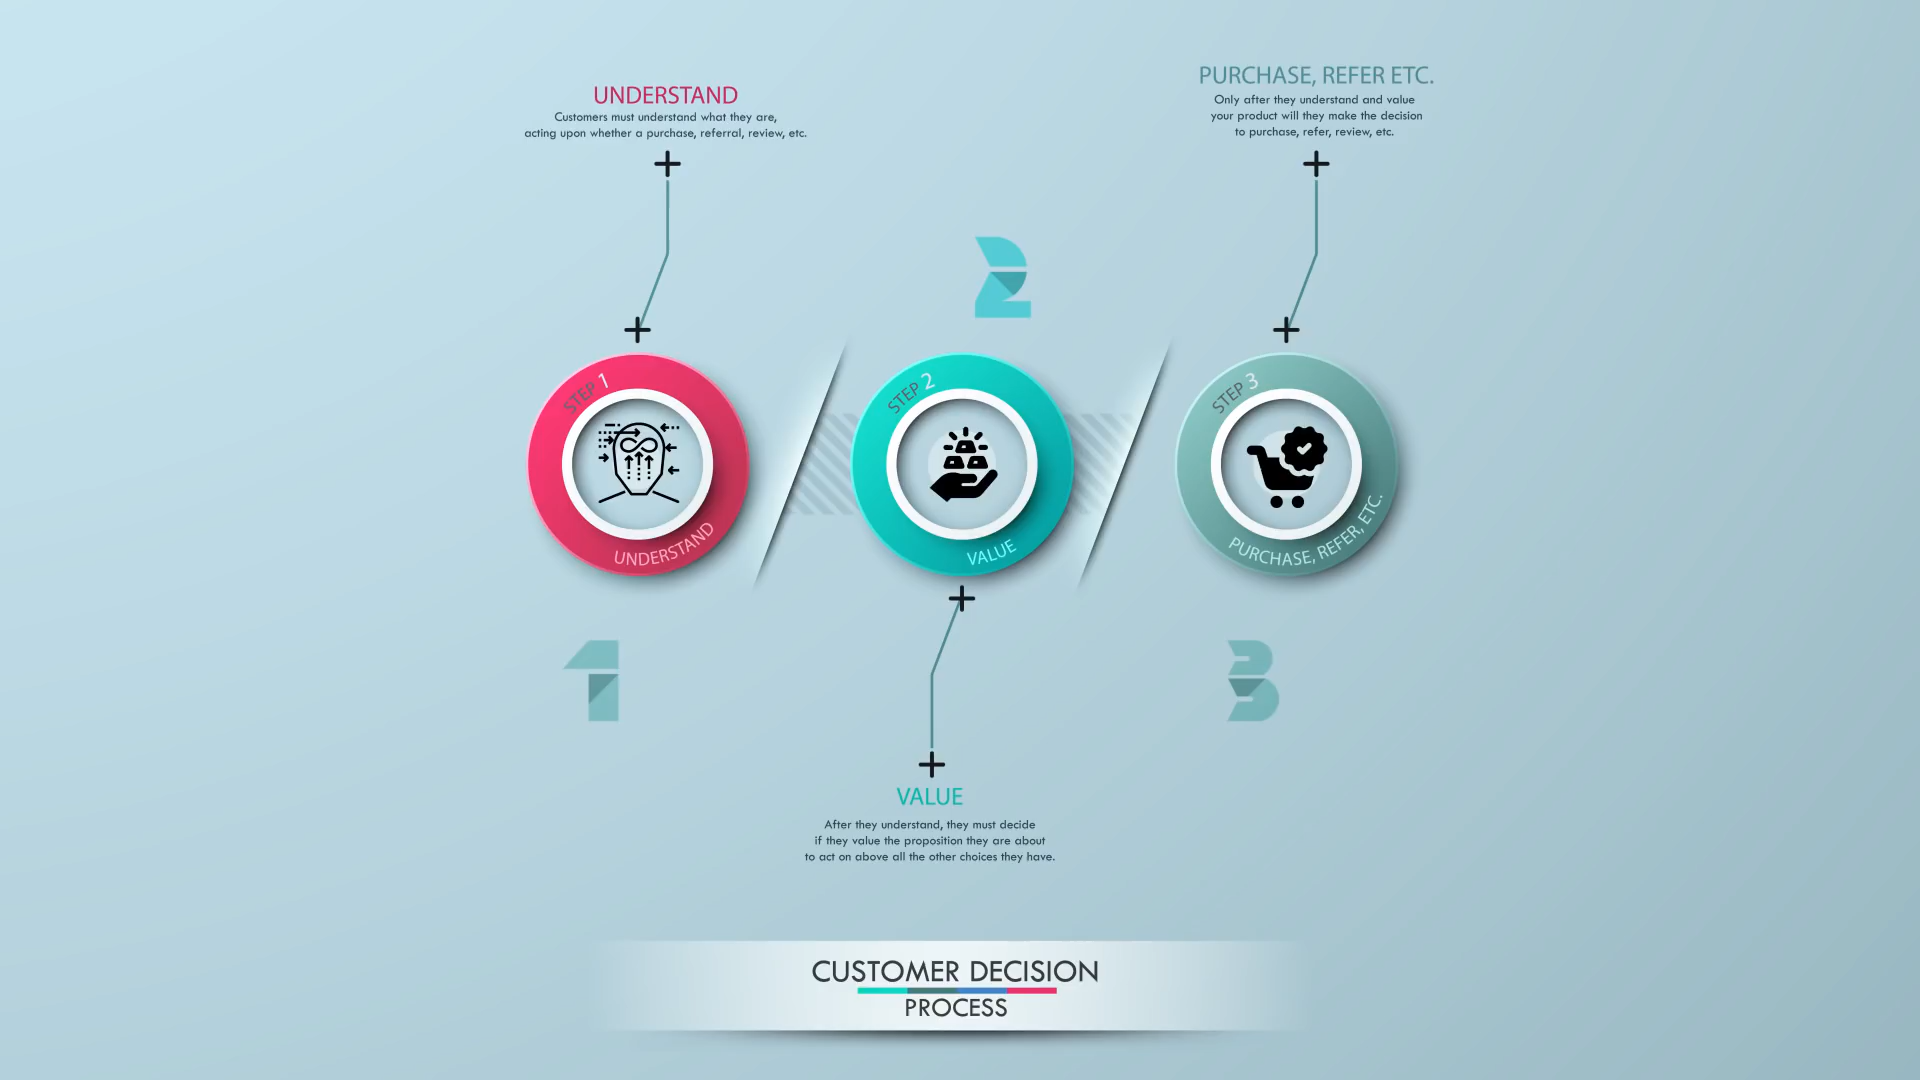 UNDERSTAND
Customers must understand what they are,
acting upon whether a purchase, referral, review, etc.
PURCHASE, REFER ETC.
Only after they understand and value
your product will they make the decision
to purchase, refer, review, etc.
2
STEP 1
UNDERSTAND
STEP 2
VALUE
STEP 3
PURCHASE, REFER, ETC.
1
3
VALUE
After they understand, they must decide
if they value the proposition they are about
to act on above all the other choices they have.
CUSTOMER DECISION
PROCESS